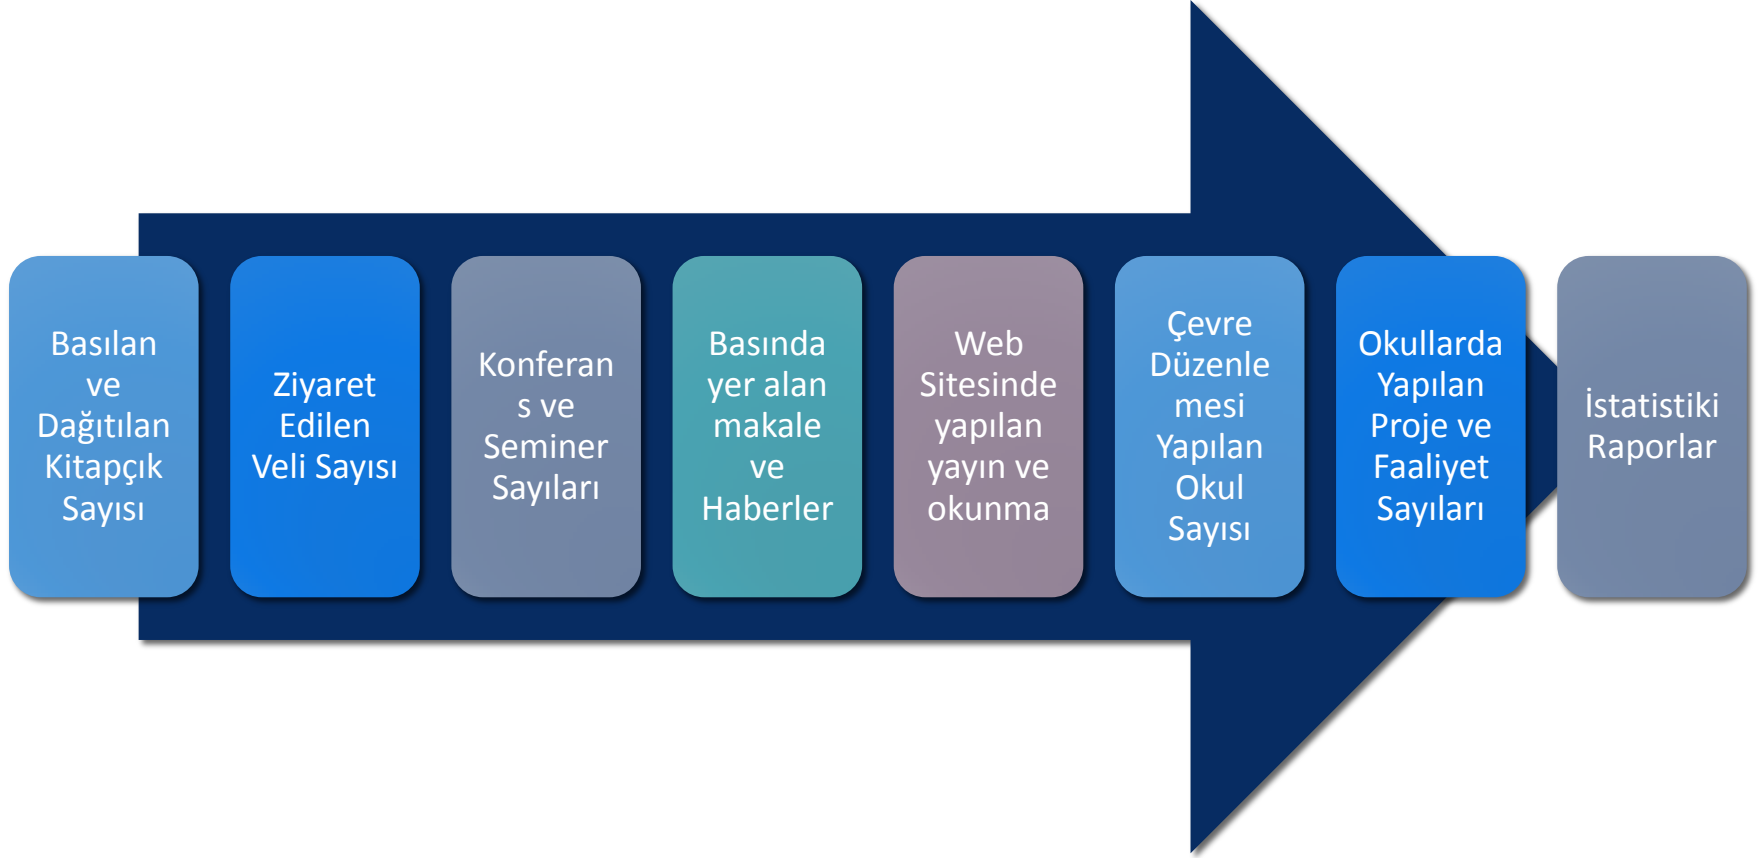 Basılan
ve
Dağıtılan
Kitapçık
Sayısı
Ziyaret
Edilen
Veli Sayısı
Konferan
s ve
Seminer
Sayıları
Basında
yer alan
makale
ve
Haberler
Web
Sitesinde
yapılan
yayın ve
okunma
Çevre
Düzenle
mesi
Yapılan
Okul
Sayısı
Okullarda
Yapılan
Proje ve
Faaliyet
Sayıları
İstatistiki
Raporlar